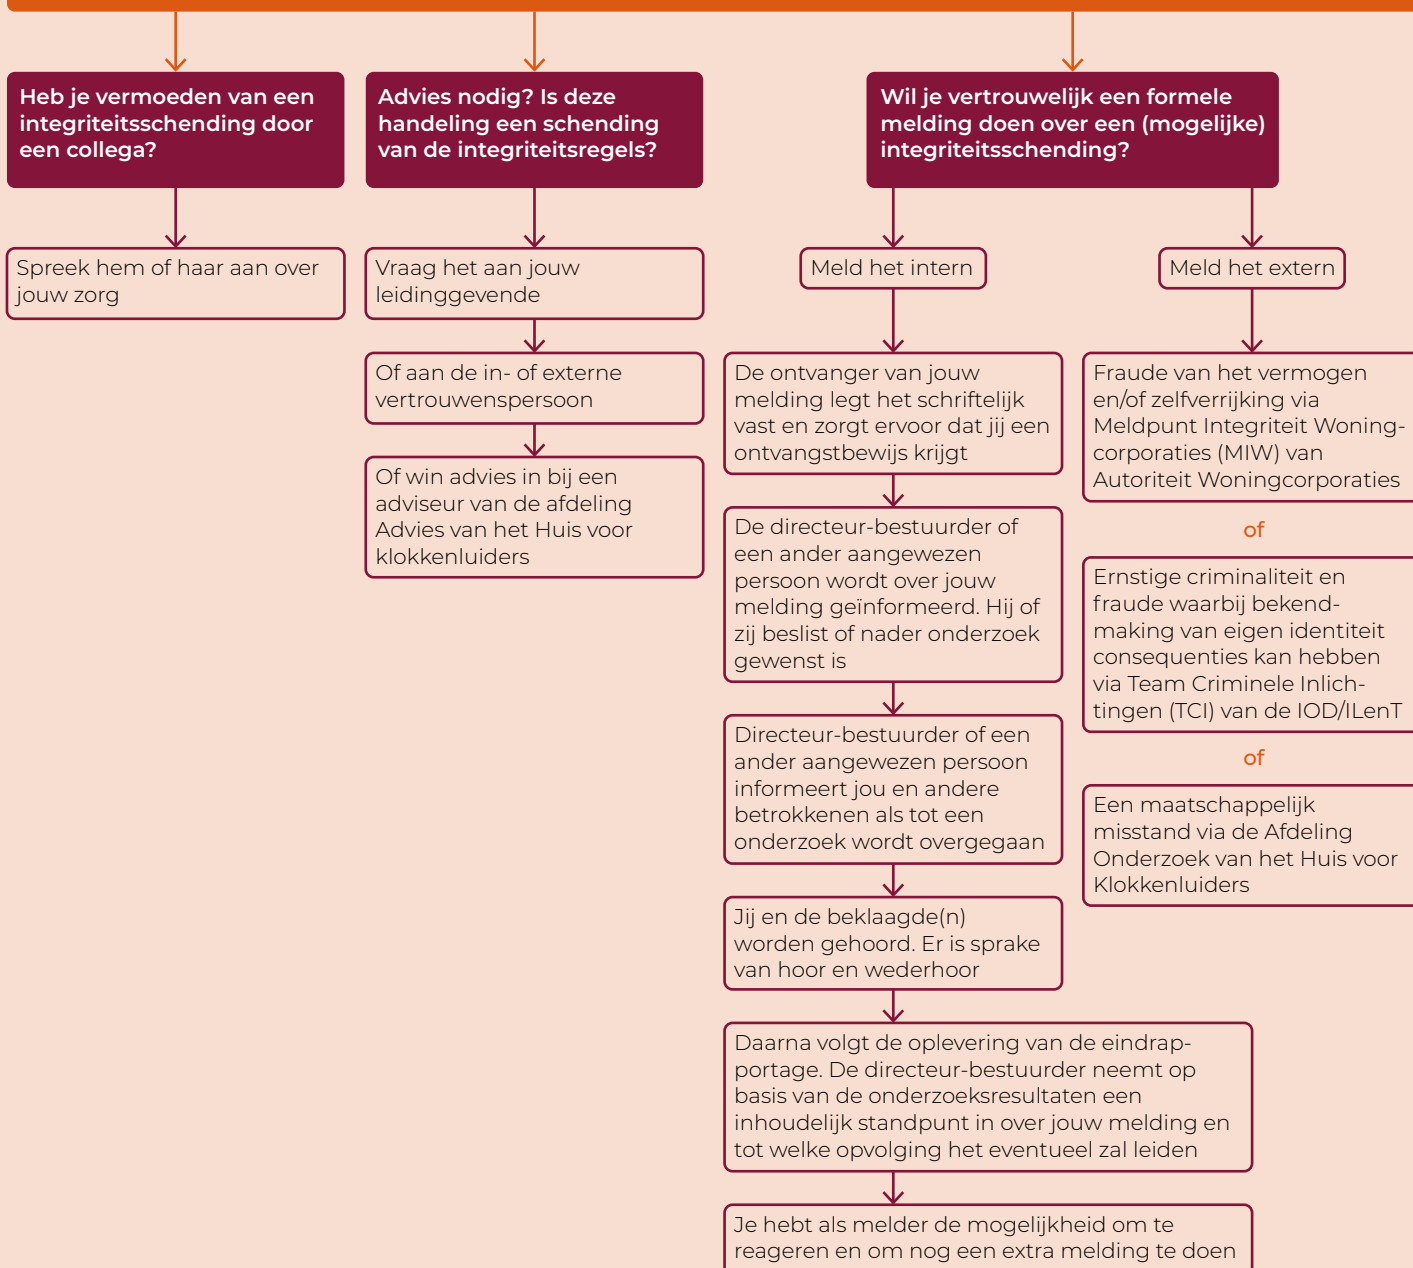 Heb je vermoeden van een
integriteitsschending door
een collega?
Spreek hem of haar aan over
jouw zorg
Advies nodig? Is deze
handeling een schending
van de integriteitsregels?
Vraag het aan jouw
leidinggevende
Of aan de in- of externe
vertrouwenspersoon
Of win advies in bij een
adviseur van de afdeling
Advies van het Huis voor
klokkenluiders
Wil je vertrouwelijk een formele
melding doen over een (mogelijke)
integriteitsschending?
Meld het intern
De ontvanger van jouw
melding legt het schriftelijk
vast en zorgt ervoor dat jij een
ontvangstbewijs krijgt
De directeur-bestuurder of
een ander aangewezen
persoon wordt over jouw
melding geïnformeerd. Hij of
zij beslist of nader onderzoek
gewenst is
Directeur-bestuurder of een
ander aangewezen persoon
informeert jou en andere
betrokkenen als tot een
onderzoek wordt overgegaan
Jij en de beklaagde(n)
worden gehoord. Er is sprake
van hoor en wederhoor
Daarna volgt de oplevering van de eindrap-
portage. De directeur-bestuurder neemt op
basis van de onderzoeksresultaten een
inhoudelijk standpunt in over jouw melding en
tot welke opvolging het eventueel zal leiden
Je hebt als melder de mogelijkheid om te
reageren en om nog een extra melding te doen
Meld het extern
Fraude van het vermogen
en/of zelfverrijking via
Meldpunt Integriteit Woning-
corporaties (MIW) van
Autoriteit Woningcorporaties
of
Ernstige criminaliteit en
fraude waarbij bekend-
making van eigen identiteit
consequenties kan hebben
via Team Criminele Inlich-
tingen (TCI) van de IOD/ILenT
of
Een maatschappelijk
misstand via de Afdeling
Onderzoek van het Huis voor
Klokkenluiders